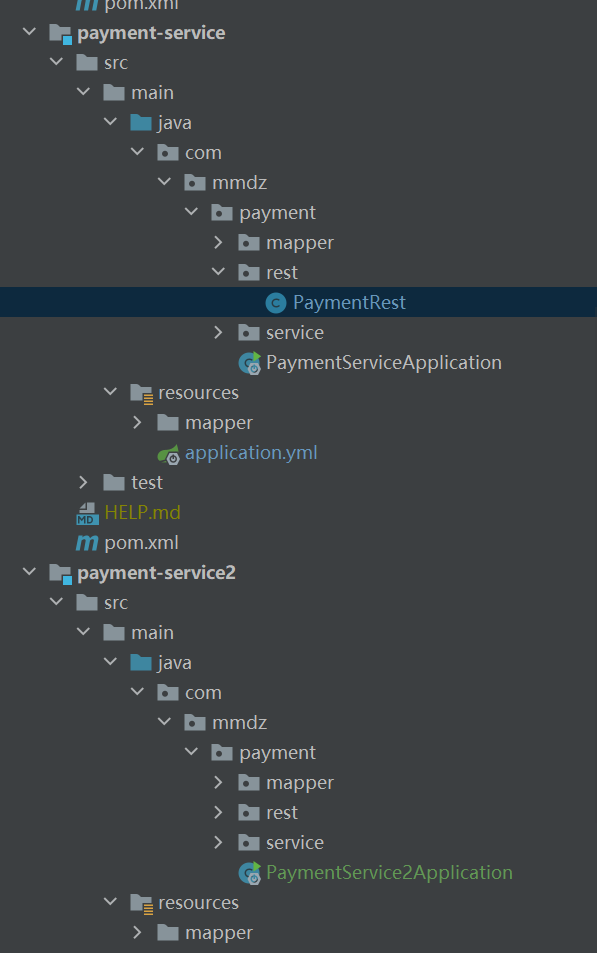 pom.xml
payment-service
src
main
java
com
mmdz
payment
mapper
rest
C PaymentRest
service
PaymentServiceApplication
resources
mapper
application.yml
test
MD HELP.md
m pom.xml
payment-service2
src
main
java
com
mmdz
payment
mapper
rest
service
PaymentService2Application
resources
mapper